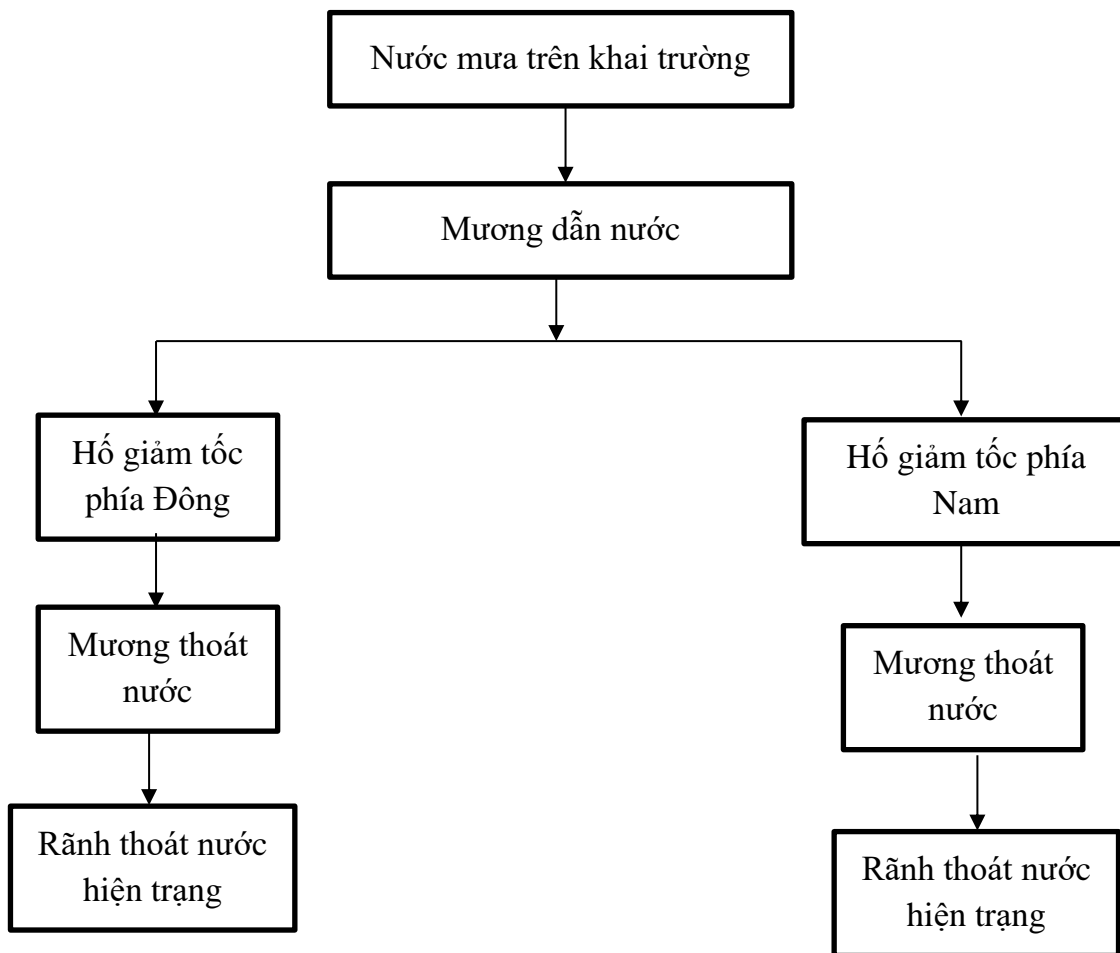 Nước mưa trên khai trường
Mương dẫn nước
Hố giảm tốc
phía Đông
Hố giảm tốc phía
Nam
Mương thoát
nước
Mương thoát
nước
Rãnh thoát nước
hiện trạng
Rãnh thoát nước
hiện trạng